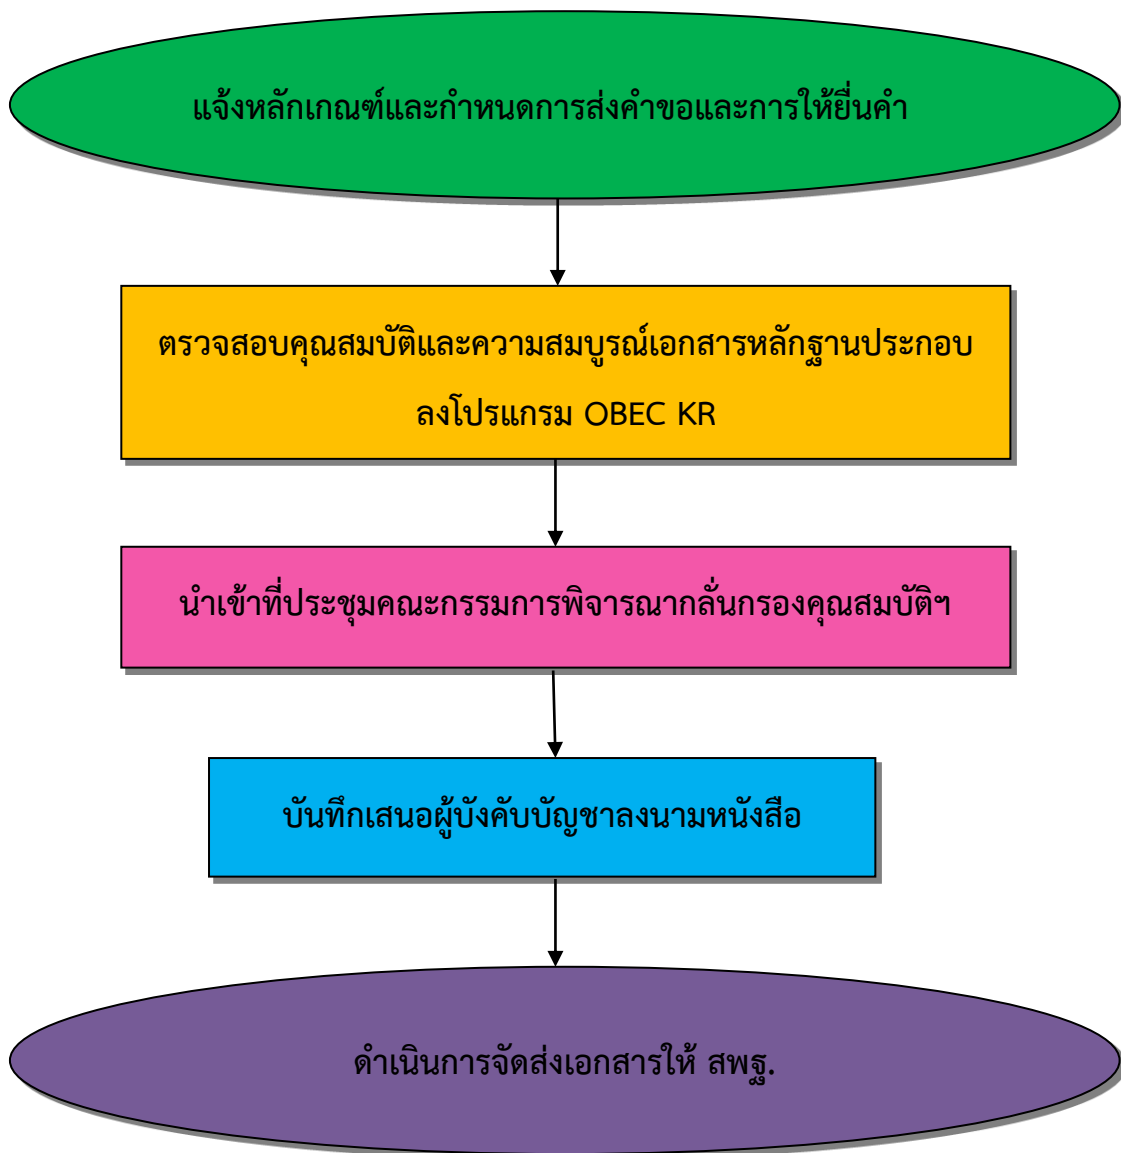 แจ้งหลักเกณฑ์และกำหนดการส่งคำขอและการให้ยื่นคำ
ตรวจสอบคุณสมบัติและความสมบูรณ์เอกสารหลักฐานประกอบ
ลงโปรแกรม OBEC KR
นำเข้าที่ประชุมคณะกรรมการพิจารณากลั่นกรองคุณสมบัติฯ
บันทึกเสนอผู้บังคับบัญชาลงนามหนังสือ
ดำเนินการจัดส่งเอกสารให้ สพฐ.